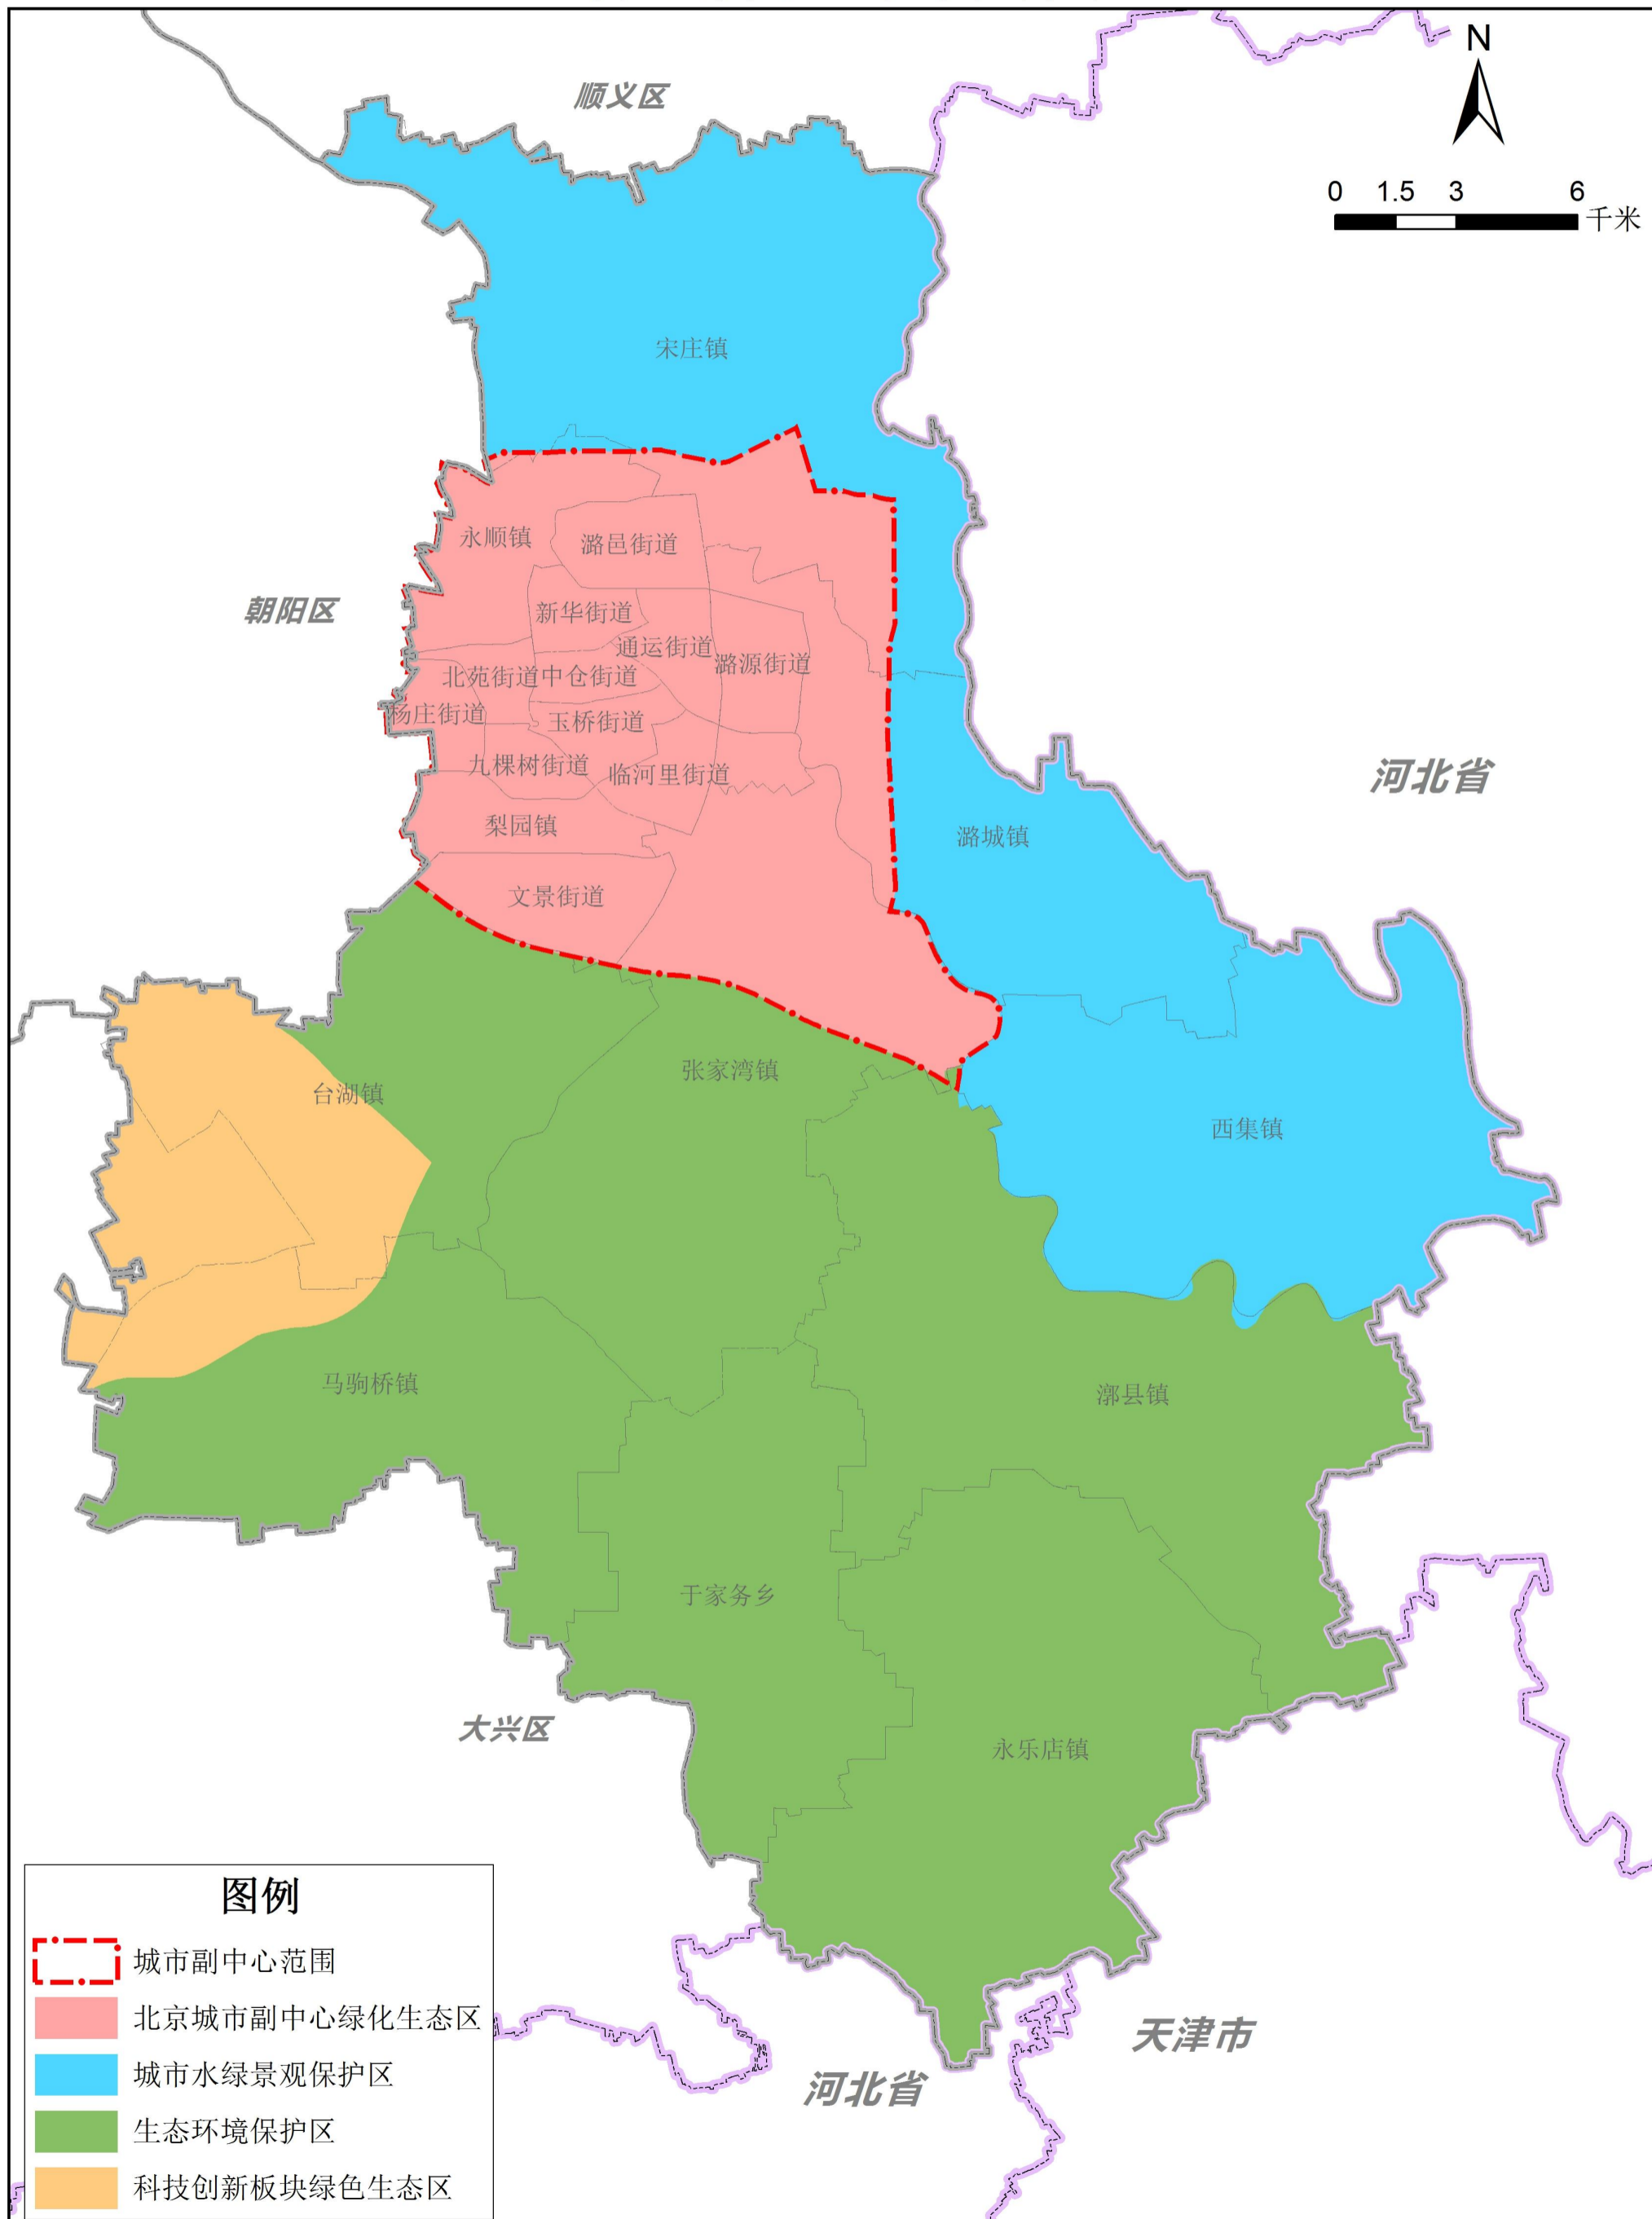 N
顺义区
0 1.5 3 6
千米
宋庄镇
永顺镇
潞邑街道
朝阳区
新华街道
通运街道
潞源街道
北苑街道
中仓街道
杨庄街道
玉桥街道
九棵树街道
临河里街道
河北省
梨园镇
潞城镇
文景街道
张家湾镇
台湖镇
西集镇
马驹桥镇
漷县镇
于家务乡
大兴区
永乐店镇
天津市
河北省
图例
城市副中心范围
北京城市副中心绿化生态区
城市水绿景观保护区
生态环境保护区
科技创新板块绿色生态区